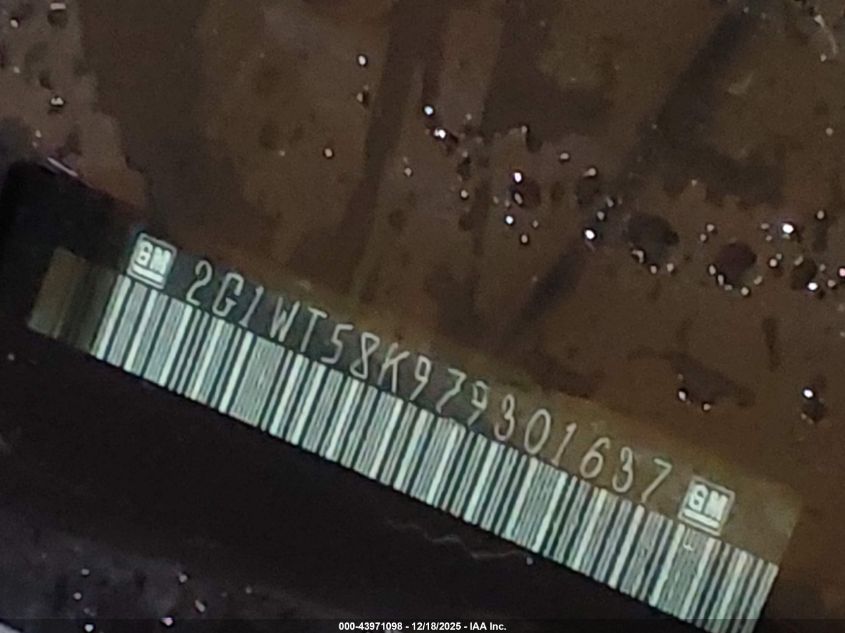 GM 2G1WT58K979301637 GM
000-43971098 - 12/18/2025 - IAA Inc.